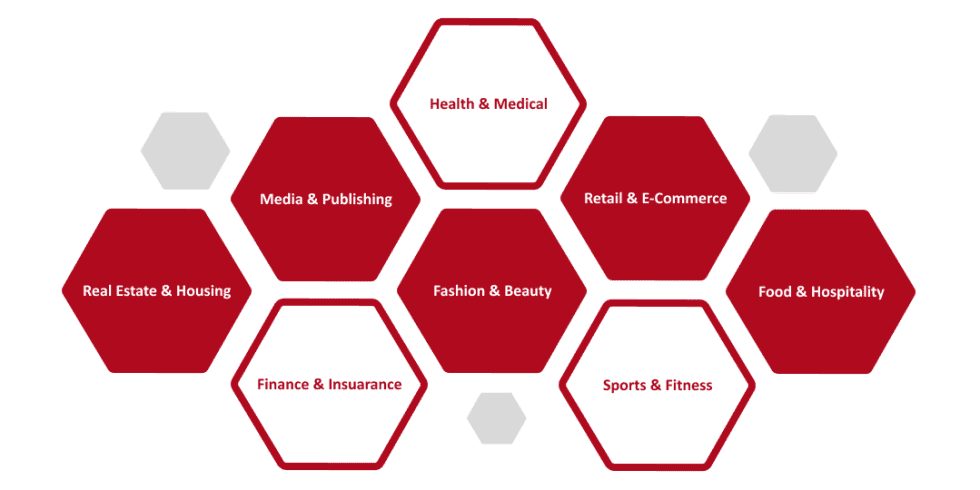 Health & Medical
Media & Publishing
Retail & E-Commerce
Real Estate & Housing
Fashion & Beauty
Food & Hospitality
Finance & Insuarance
Sports & Fitness